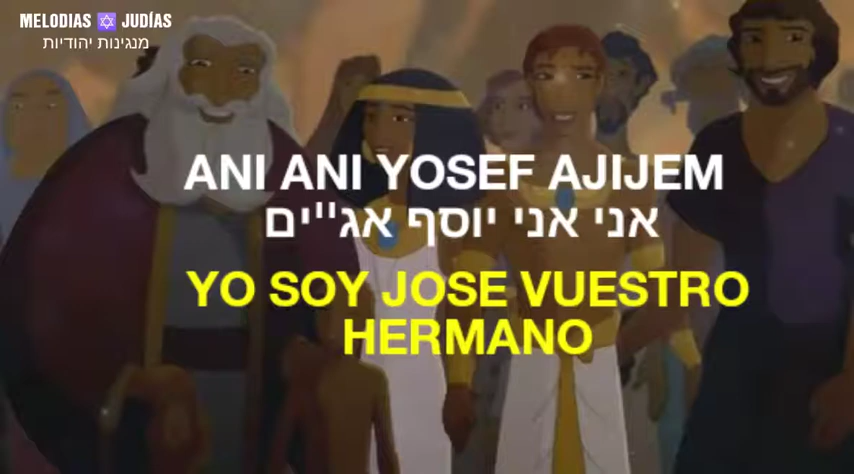 MELODIAS ✡ JUDÍAS
מנגינות יהודיות
ANI ANI YOSEF AJIJEM
אני אני יוסף אג''ים
YO SOY JOSE VUESTRO
HERMANO